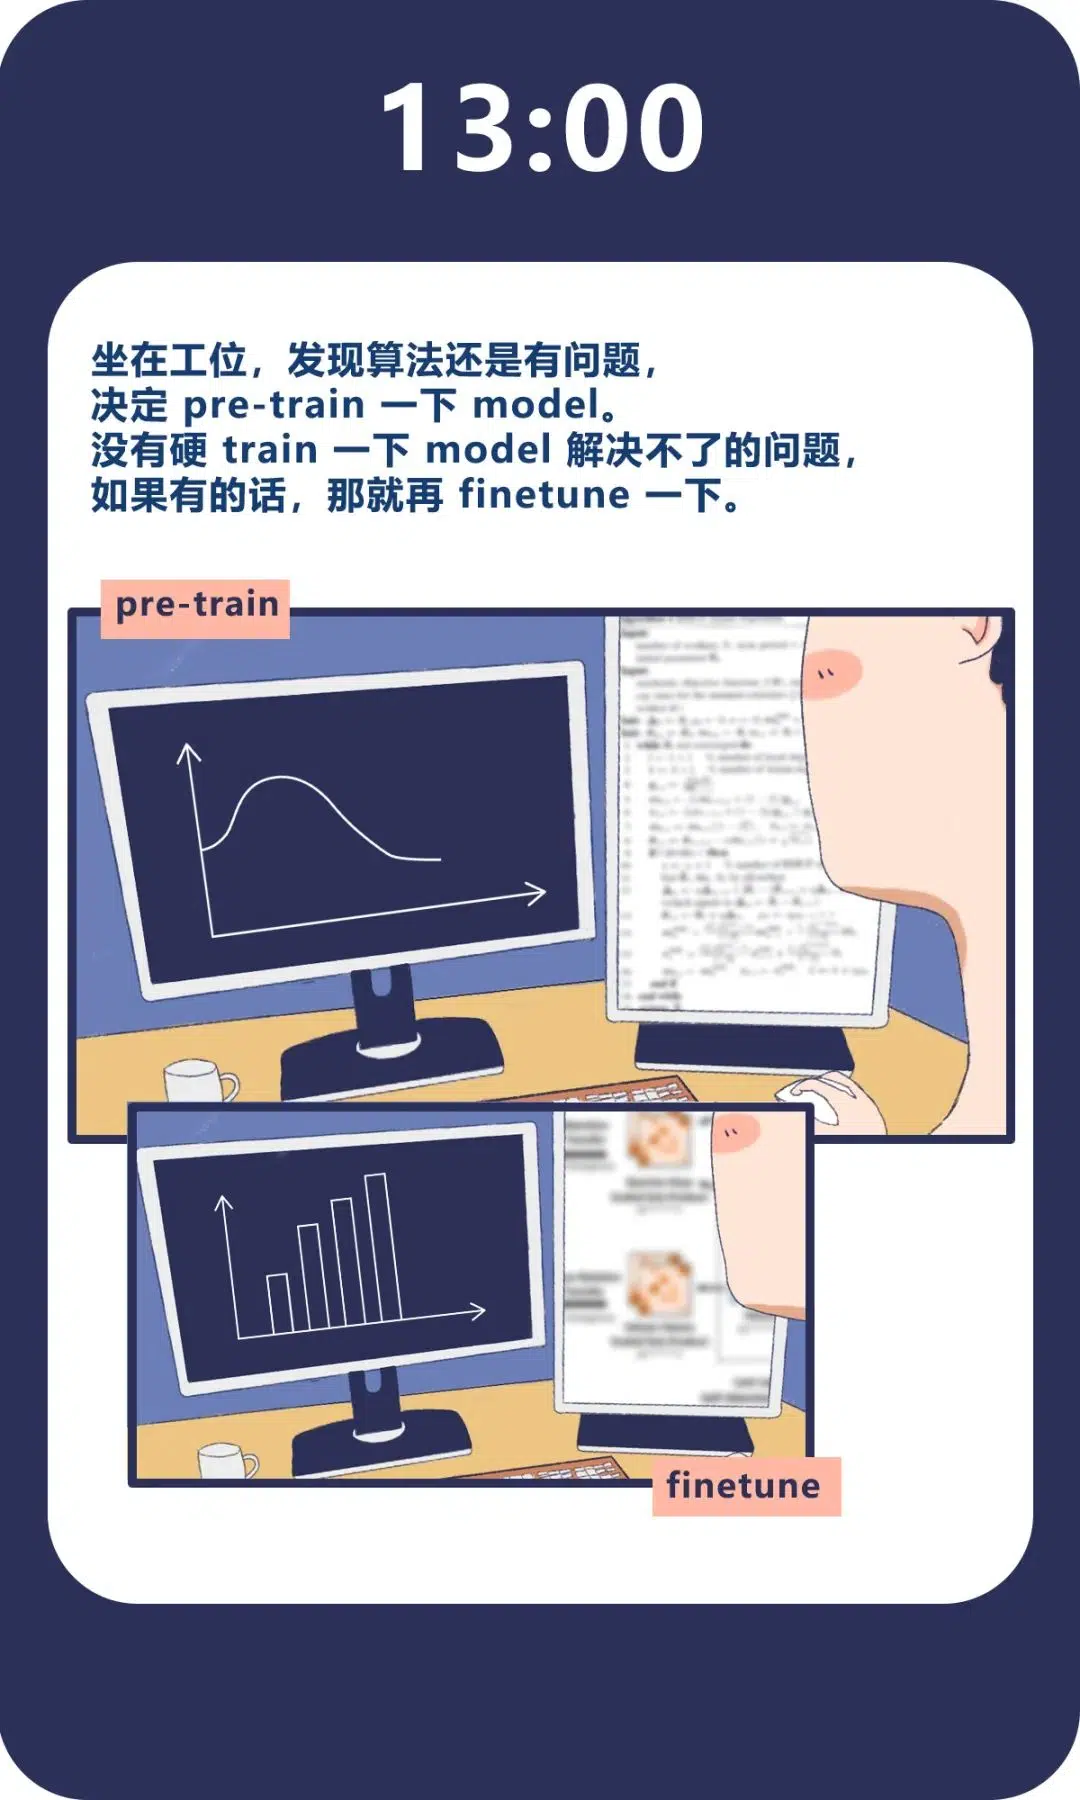 13:00
坐在工位，发现算法还是有问题，
决定 pre-train 一下 model。
没有硬 train 一下 model 解决不了的问题，
如果有的话，那就再 finetune 一下。
pre-train
finetune